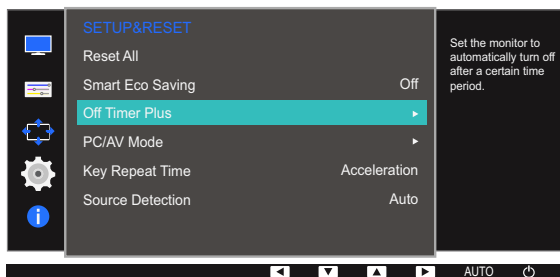 SETUP&RESET
Reset All
Smart Eco Saving Off
Off Timer Plus
PC/AV Mode
Key Repeat Time Acceleration
Source Detection Auto
Set the monitor to
automatically turn off
after a certain time
period.
AUTO